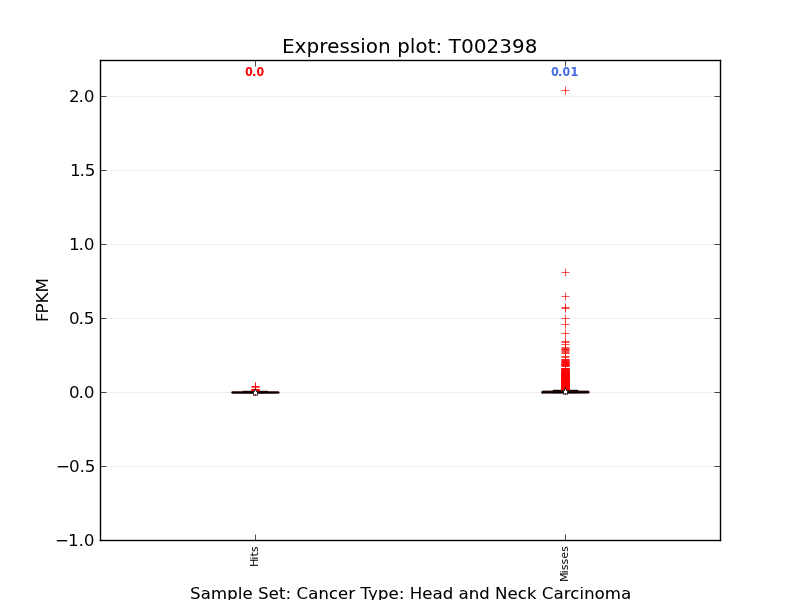 Expression plot: T002398
0.0
0.01
2.0
1.5
1.0
0.5
0.0
−0.5
−1.0
FPKM
Hits
Misses
Sample Set: Cancer Type: Head and Neck Carcinoma